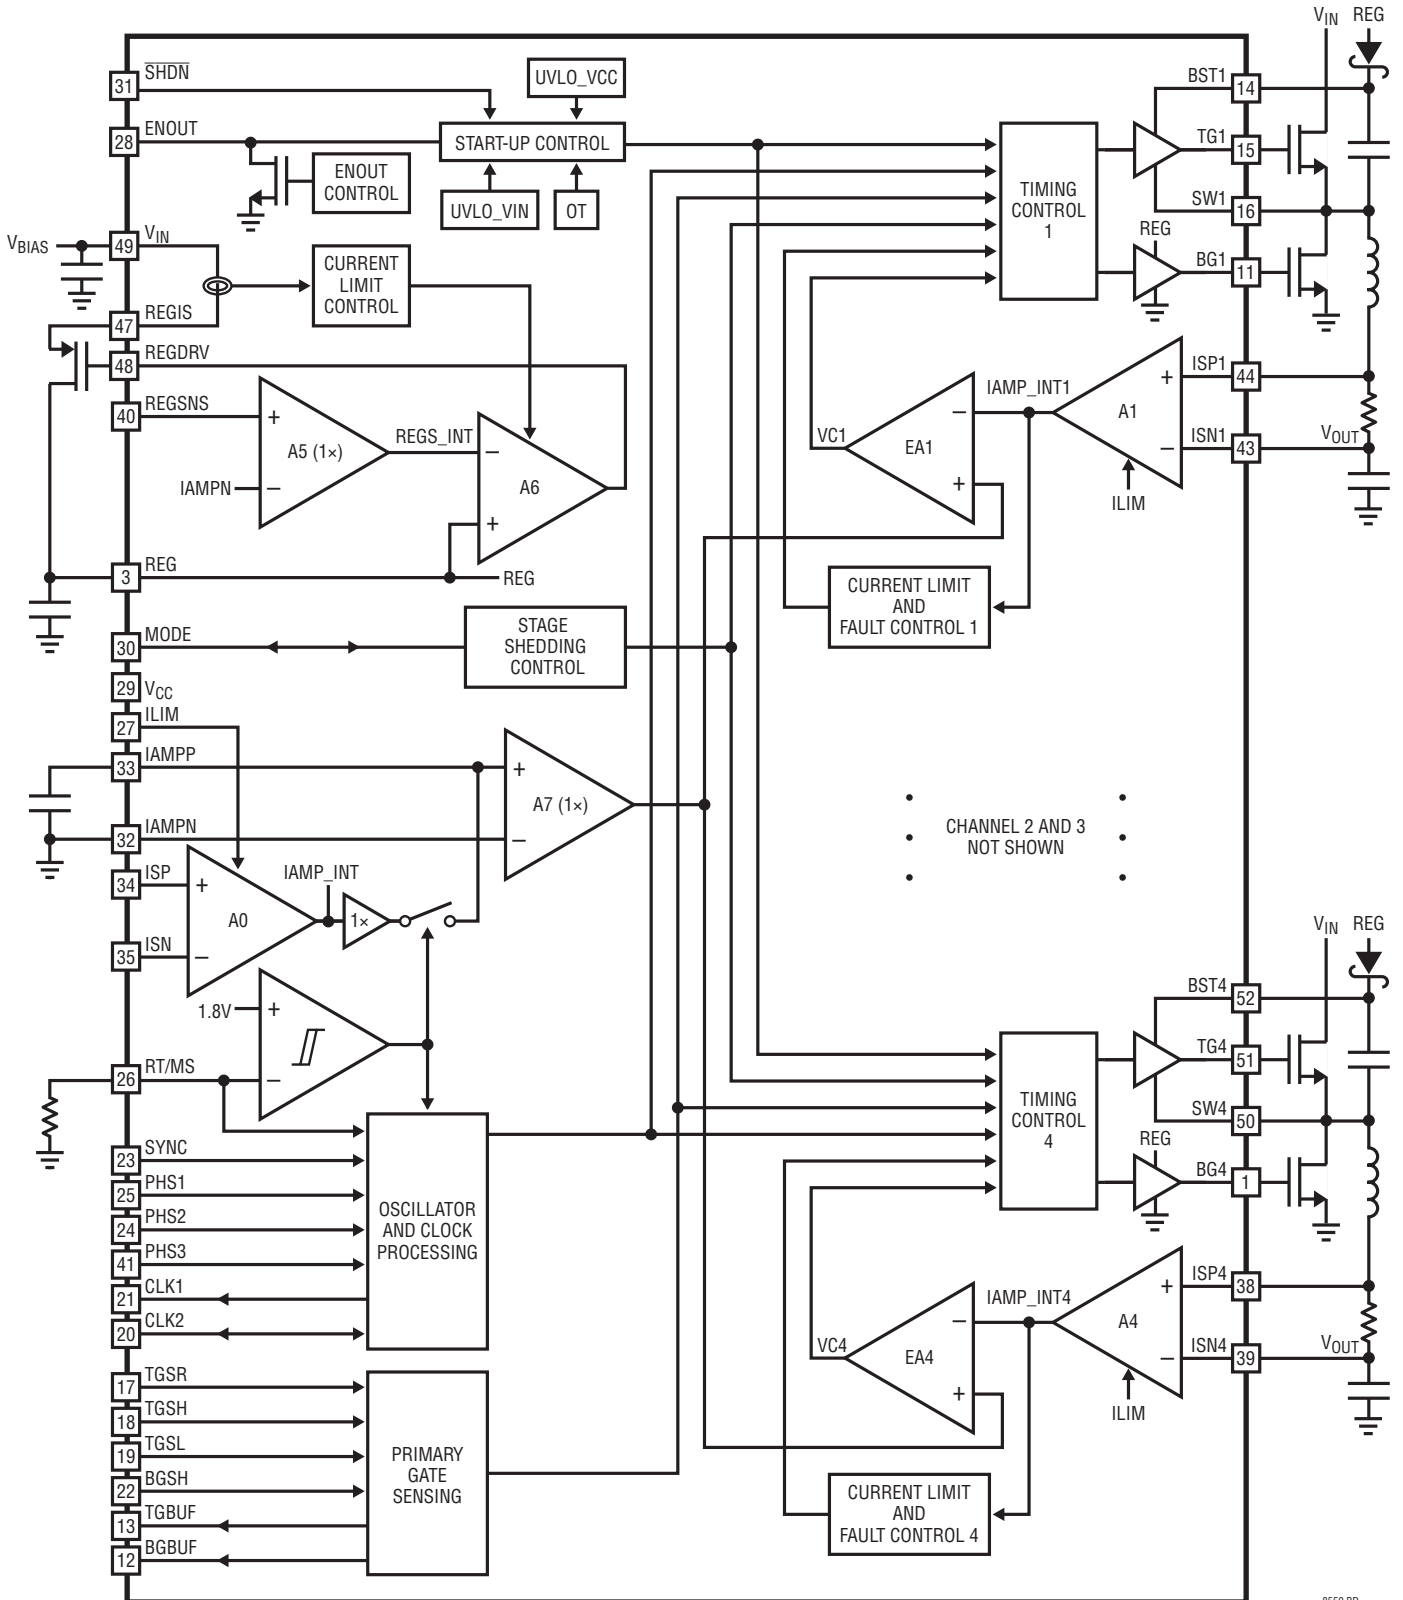 V_IN REG
31 SHDN
UVLO_VCC
BST1 14
28 ENOUT
START-UP CONTROL
ENOUT
CONTROL
UVLO_VIN
OT
TIMING
CONTROL
1
TG1 15
SW1 16
REG
BG1 11
V_BIAS 49 V_IN
CURRENT
LIMIT
CONTROL
47 REGIS
48 REGDRV
40 REGSNS
+
A5 (1×)
IAMPN −
REGS_INT
−
A6
+
3 REG
REG
VC1
EA1
−
+
IAMP_INT1
A1
+
−
ILIM
ISP1 44
ISN1 43
V_OUT
CURRENT LIMIT
AND
FAULT CONTROL 1
30 MODE
STAGE
SHEDDING
CONTROL
29 V_CC
27 ILIM
33 IAMPP
+
A7 (1×)
−
32 IAMPN
CHANNEL 2 AND 3
NOT SHOWN
34 ISP
+
A0
−
IAMP_INT
1×
35 ISN
1.8V +
−
26 RT/MS
23 SYNC
25 PHS1
24 PHS2
41 PHS3
21 CLK1
20 CLK2
OSCILLATOR
AND CLOCK
PROCESSING
17 TGSR
18 TGSH
19 TGSL
22 BGSH
13 TGBUF
12 BGBUF
PRIMARY
GATE
SENSING
V_IN REG
BST4 52
TG4 51
SW4 50
REG
BG4 1
TIMING
CONTROL
4
VC4
EA4
−
+
IAMP_INT4
A4
+
−
ILIM
ISP4 38
ISN4 39
V_OUT
CURRENT LIMIT
AND
FAULT CONTROL 4